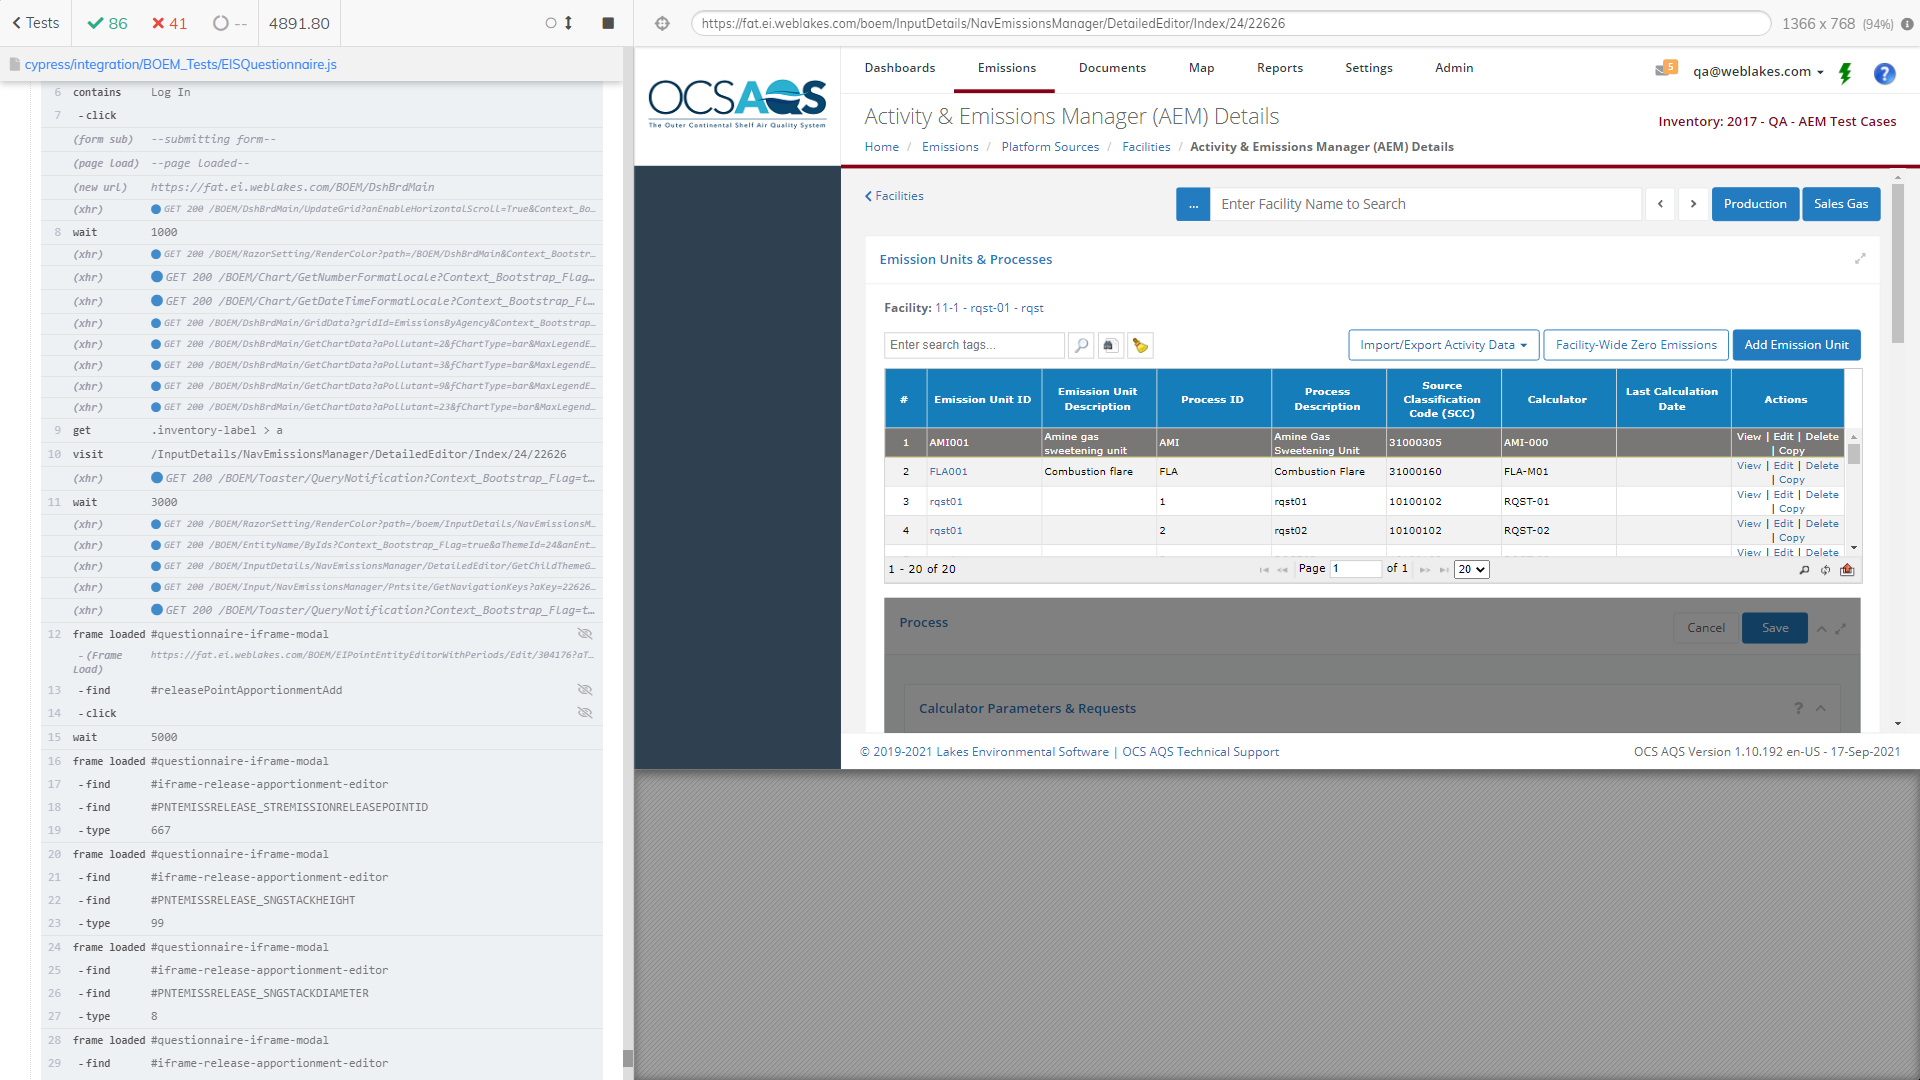 Tests
86
41
--
4891.80
cypress/integration/BOEM_Tests/EISQuestionnaire.js
6 contains Log In
7 -click
(form sub) --submitting form--
(page load) --page loaded--
(new url) https://fat.ei.weblakes.com/BOEM/DshBrdMain
(xhr) GET 200 /BOEM/DshBrdMain/UpdateGrid?anEnableHorizontalScroll=True&Context_Bo...
8 wait 1000
(xhr) GET 200 /BOEM/RazorSetting/RenderColor?path=/BOEM/DshBrdMain&Context_Bootstr...
(xhr) GET 200 /BOEM/Chart/GetNumberFormatLocale?Context_Bootstrap_Flag...
(xhr) GET 200 /BOEM/Chart/GetDateTimeFormatLocale?Context_Bootstrap_Fl...
(xhr) GET 200 /BOEM/DshBrdMain/GridData?gridId=EmissionsByAgency&Context_Bootstrap...
(xhr) GET 200 /BOEM/DshBrdMain/GetChartData?aPollutant=2&fChartType=bar&MaxLegendE...
(xhr) GET 200 /BOEM/DshBrdMain/GetChartData?aPollutant=3&fChartType=bar&MaxLegendE...
(xhr) GET 200 /BOEM/DshBrdMain/GetChartData?aPollutant=9&fChartType=bar&MaxLegendE...
(xhr) GET 200 /BOEM/DshBrdMain/GetChartData?aPollutant=23&fChartType=bar&MaxLegend...
9 get .inventory-label > a
10 visit /InputDetails/NavEmissionsManager/DetailedEditor/Index/24/22626
(xhr) GET 200 /BOEM/Toaster/QueryNotification?Context_Bootstrap_Flag=t...
11 wait 3000
(xhr) GET 200 /BOEM/RazorSetting/RenderColor?path=/boem/InputDetails/NavEmissionsM...
(xhr) GET 200 /BOEM/EntityName/ByIds?Context_Bootstrap_Flag=true&aThemeId=24&anEnt...
(xhr) GET 200 /BOEM/InputDetails/NavEmissionsManager/DetailedEditor/GetChildThemeG...
(xhr) GET 200 /BOEM/Input/NavEmissionsManager/Pntsite/GetNavigationKeys?aKey=22626...
(xhr) GET 200 /BOEM/Toaster/QueryNotification?Context_Bootstrap_Flag=t...
12 frame loaded #questionnaire-iframe-modal
-(Frame Load) https://fat.ei.weblakes.com/BOEM/EIPointEntityEditorWithPeriods/Edit/304176?aT...
13 -find #releasePointApportionmentAdd
14 -click
15 wait 5000
16 frame loaded #questionnaire-iframe-modal
17 -find #iframe-release-apportionment-editor
18 -find #PNTEMISSRELEASE_STREMISSIONRELEASEPOINTID
19 -type 667
20 frame loaded #questionnaire-iframe-modal
21 -find #iframe-release-apportionment-editor
22 -find #PNTEMISSRELEASE_SNGSTACKHEIGHT
23 -type 99
24 frame loaded #questionnaire-iframe-modal
25 -find #iframe-release-apportionment-editor
26 -find #PNTEMISSRELEASE_SNGSTACKDIAMETER
27 -type 8
28 frame loaded #questionnaire-iframe-modal
29 -find #iframe-release-apportionment-editor
https://fat.ei.weblakes.com/boem/InputDetails/NavEmissionsManager/DetailedEditor/Index/24/22626
1366 x 768 (94%)
OCSAQS
The Outer Continental Shelf Air Quality System
Dashboards Emissions Documents Map Reports Settings Admin
5 qa@weblakes.com
Activity & Emissions Manager (AEM) Details
Inventory: 2017 - QA - AEM Test Cases
Home / Emissions / Platform Sources / Facilities / Activity & Emissions Manager (AEM) Details
Facilities
... Enter Facility Name to Search
Production Sales Gas
Emission Units & Processes
Facility: 11-1 - rqst-01 - rqst
Enter search tags...
Import/Export Activity Data Facility-Wide Zero Emissions Add Emission Unit
# Emission Unit ID Emission Unit Description Process ID Process Description Source Classification Code (SCC) Calculator Last Calculation Date Actions
1 AMI001 Amine gas sweetening unit AMI Amine Gas Sweetening Unit 31000305 AMI-000 View | Edit | Delete | Copy
2 FLA001 Combustion flare FLA Combustion Flare 31000160 FLA-M01 View | Edit | Delete | Copy
3 rqst01 1 rqst01 10100102 RQST-01 View | Edit | Delete | Copy
4 rqst01 2 rqst02 10100102 RQST-02 View | Edit | Delete | Copy
View | Edit | Delete
1 - 20 of 20
Page 1 of 1 20
Process
Cancel Save
Calculator Parameters & Requests
?
© 2019-2021 Lakes Environmental Software | OCS AQS Technical Support
OCS AQS Version 1.10.192 en-US - 17-Sep-2021